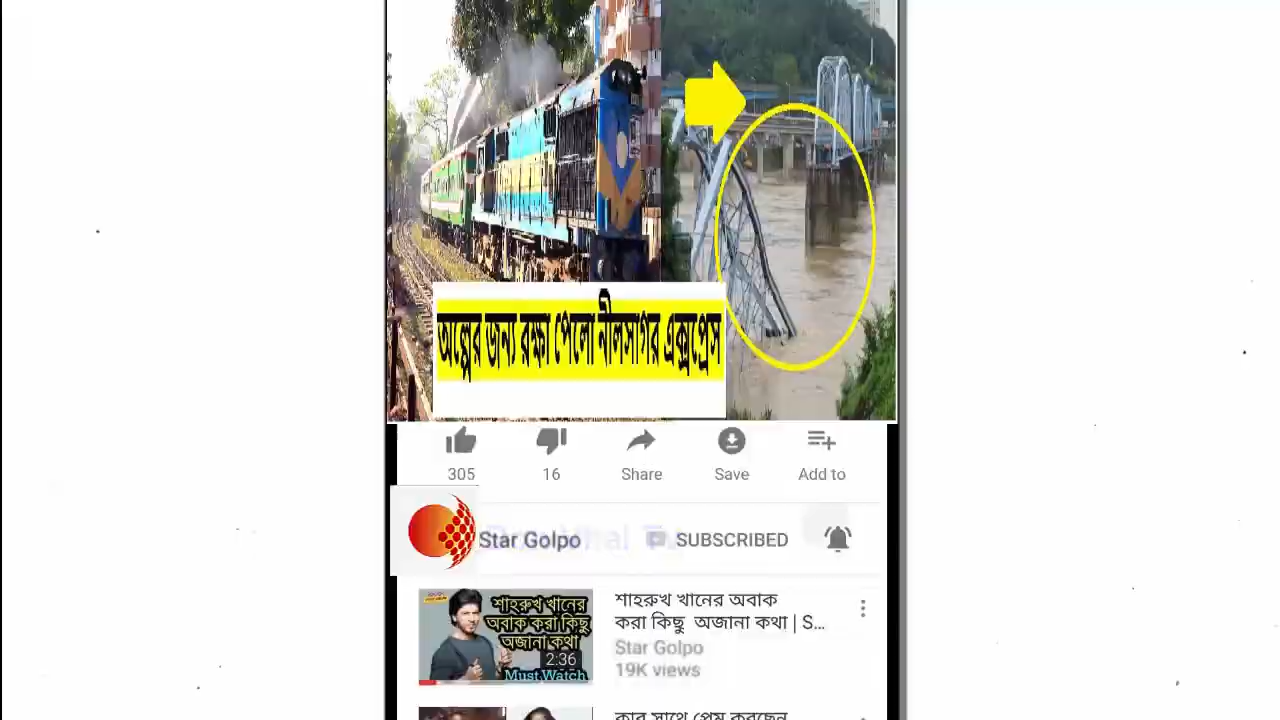 অল্পের জন্য রক্ষা পেলো নীলসাগর এক্সপ্রেস
305
16
Share
Save
Add to
Star Golpo
SUBSCRIBED
শাহরুখ খানের
অবাক করা কিছু
অজানা কথা
2:36
Must Watch
শাহরুখ খানের অবাক
করা কিছু অজানা কথা | S...
Star Golpo
19K views
কার সাথে প্রেম করছেন